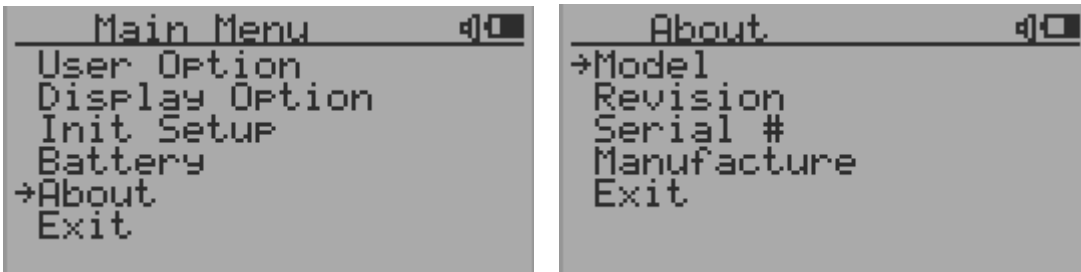 Main Menu
User Option
Display Option
Init Setup
Battery
→About
Exit
About
→Model
Revision
Serial #
Manufacture
Exit